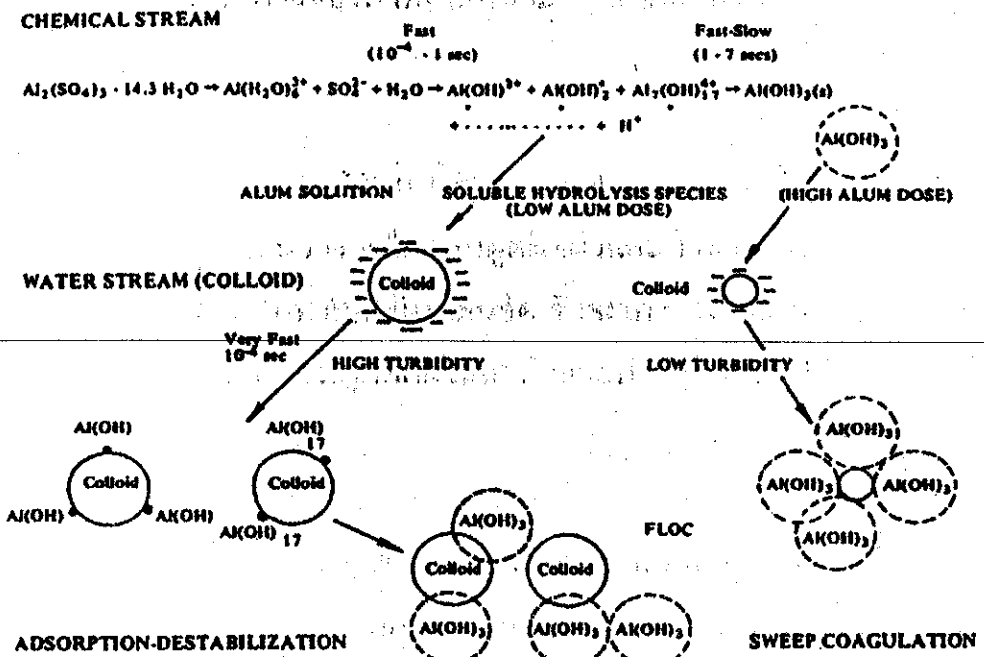 CHEMICAL STREAM
Fast
(10⁻⁴ - 1 sec)
Fast-Slow
(1 - 7 secs)
Al₂(SO₄)₃ · 14.3 H₂O → Al(H₂O)₆³⁺ + SO₄²⁻ + H₂O → Al(OH)²⁺ + Al(OH)₂⁺ + Al₇(OH)₁₇⁴⁺ → Al(OH)₃(s)
+ ............ + H⁺
Al(OH)₃
ALUM SOLUTION
SOLUBLE HYDROLYSIS SPECIES
(LOW ALUM DOSE)
(HIGH ALUM DOSE)
WATER STREAM (COLLOID)
Colloid
Colloid
Very Fast
10⁻⁴ sec
HIGH TURBIDITY
LOW TURBIDITY
Al(OH)
Colloid
Al(OH)
Al(OH)
Al(OH)
17
Colloid
Al(OH)
17
Al(OH)₃
Colloid
Al(OH)₃
Colloid
Al(OH)₃
Al(OH)₃
FLOC
Al(OH)₃
Al(OH)₃
Al(OH)₃
Al(OH)₃
ADSORPTION-DESTABILIZATION
SWEEP COAGULATION